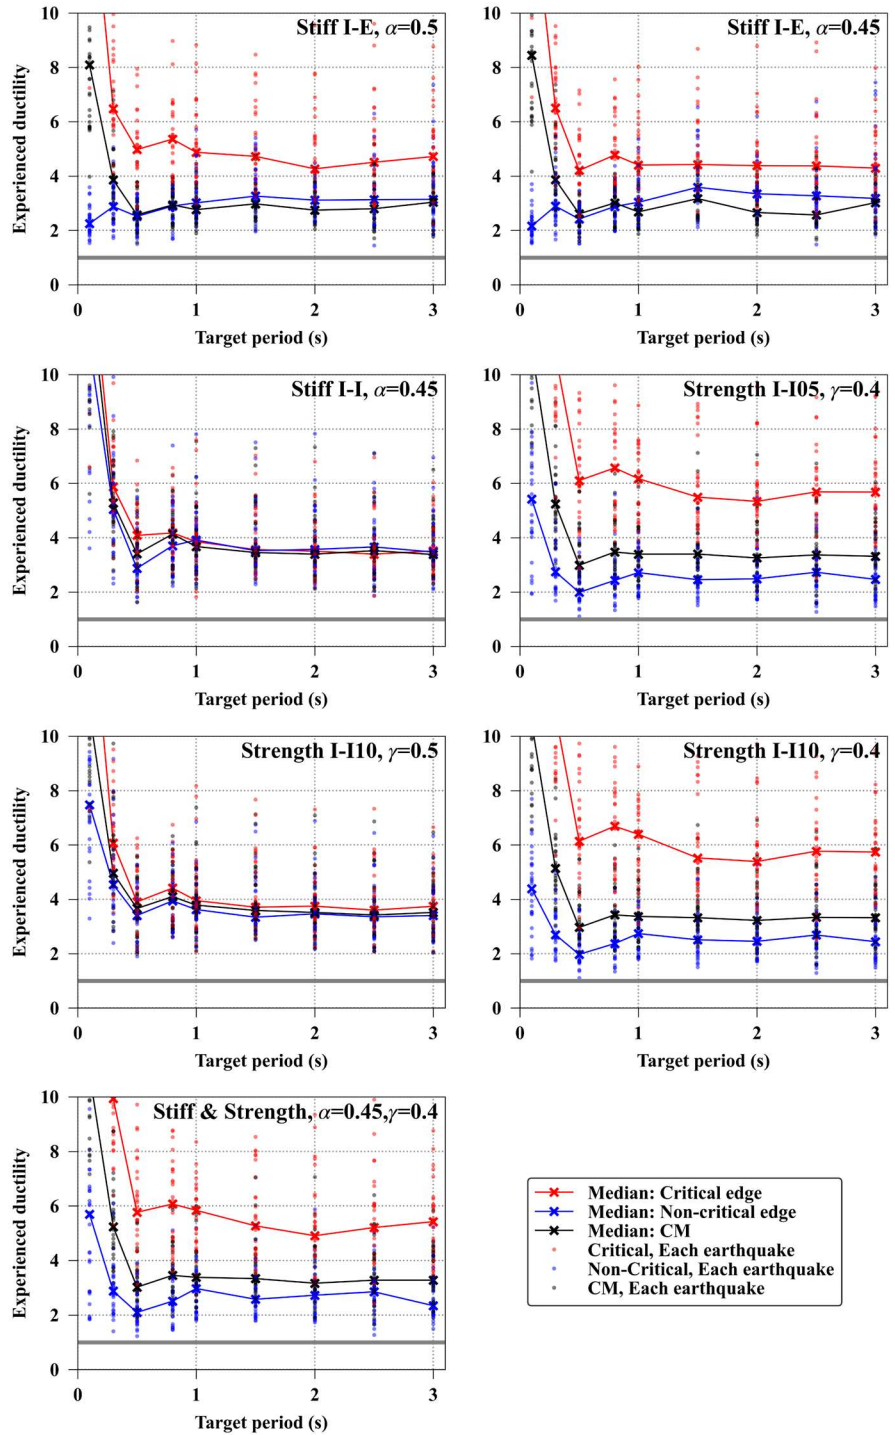 Stiff I-E, α=0.5
Experienced ductility
10
8
6
4
2
0
0 1 2 3
Target period (s)
Stiff I-E, α=0.45
Experienced ductility
10
8
6
4
2
0
0 1 2 3
Target period (s)
Stiff I-I, α=0.45
Experienced ductility
10
8
6
4
2
0
0 1 2 3
Target period (s)
Strength I-I05, γ=0.4
Experienced ductility
10
8
6
4
2
0
0 1 2 3
Target period (s)
Strength I-I10, γ=0.5
Experienced ductility
10
8
6
4
2
0
0 1 2 3
Target period (s)
Strength I-I10, γ=0.4
Experienced ductility
10
8
6
4
2
0
0 1 2 3
Target period (s)
Stiff & Strength, α=0.45,γ=0.4
Experienced ductility
10
8
6
4
2
0
0 1 2 3
Target period (s)
Median: Critical edge
Median: Non-critical edge
Median: CM
Critical, Each earthquake
Non-Critical, Each earthquake
CM, Each earthquake